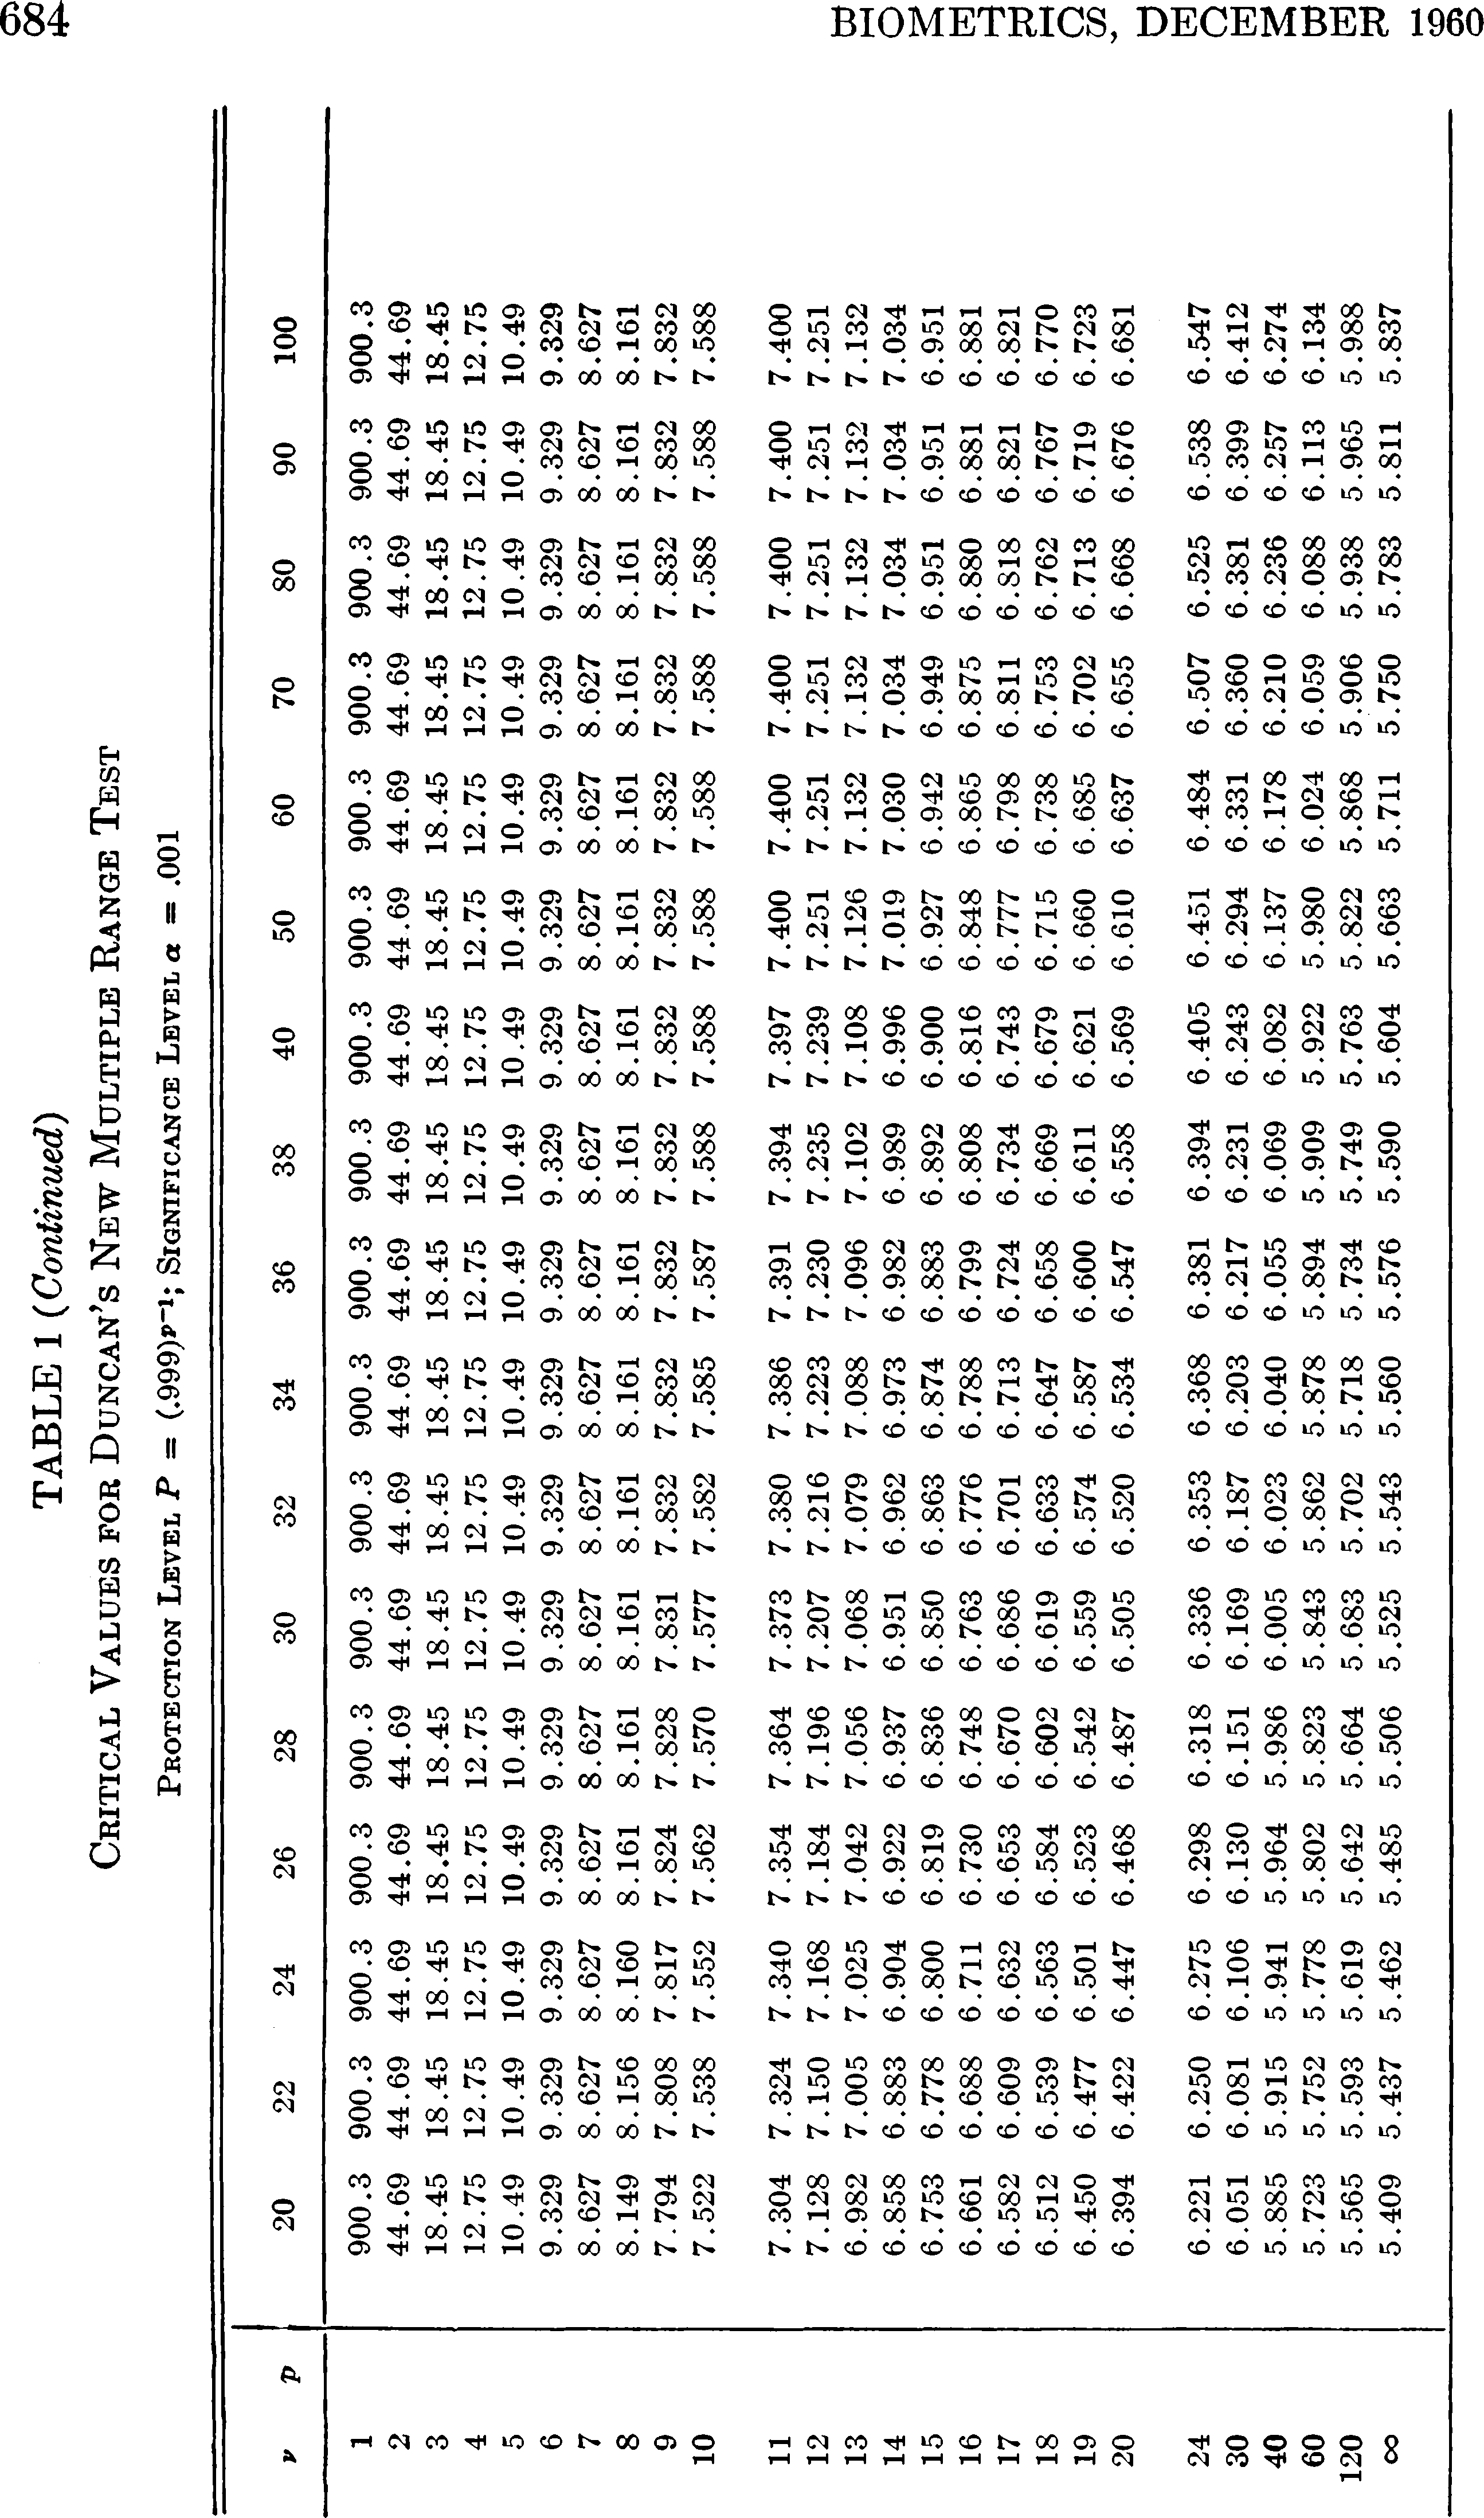 684 BIOMETRICS, DECEMBER 1960
TABLE 1 (Continued)
CRITICAL VALUES FOR DUNCAN'S NEW MULTIPLE RANGE TEST
PROTECTION LEVEL P = (.999)ᵖ⁻¹; SIGNIFICANCE LEVEL α = .001
ν p 20 22 24 26 28 30 32 34 36 38 40 50 60 70 80 90 100
1 900.3 900.3 900.3 900.3 900.3 900.3 900.3 900.3 900.3 900.3 900.3 900.3 900.3 900.3 900.3 900.3 900.3
2 44.69 44.69 44.69 44.69 44.69 44.69 44.69 44.69 44.69 44.69 44.69 44.69 44.69 44.69 44.69 44.69 44.69
3 18.45 18.45 18.45 18.45 18.45 18.45 18.45 18.45 18.45 18.45 18.45 18.45 18.45 18.45 18.45 18.45 18.45
4 12.75 12.75 12.75 12.75 12.75 12.75 12.75 12.75 12.75 12.75 12.75 12.75 12.75 12.75 12.75 12.75 12.75
5 10.49 10.49 10.49 10.49 10.49 10.49 10.49 10.49 10.49 10.49 10.49 10.49 10.49 10.49 10.49 10.49 10.49
6 9.329 9.329 9.329 9.329 9.329 9.329 9.329 9.329 9.329 9.329 9.329 9.329 9.329 9.329 9.329 9.329 9.329
7 8.627 8.627 8.627 8.627 8.627 8.627 8.627 8.627 8.627 8.627 8.627 8.627 8.627 8.627 8.627 8.627 8.627
8 8.149 8.156 8.160 8.161 8.161 8.161 8.161 8.161 8.161 8.161 8.161 8.161 8.161 8.161 8.161 8.161 8.161
9 7.794 7.808 7.817 7.824 7.828 7.831 7.832 7.832 7.832 7.832 7.832 7.832 7.832 7.832 7.832 7.832 7.832
10 7.522 7.538 7.552 7.562 7.570 7.577 7.582 7.585 7.587 7.588 7.588 7.588 7.588 7.588 7.588 7.588 7.588
11 7.304 7.324 7.340 7.354 7.364 7.373 7.380 7.386 7.391 7.394 7.397 7.400 7.400 7.400 7.400 7.400 7.400
12 7.128 7.150 7.168 7.184 7.196 7.207 7.216 7.223 7.230 7.235 7.239 7.251 7.251 7.251 7.251 7.251 7.251
13 6.982 7.005 7.025 7.042 7.056 7.068 7.079 7.088 7.096 7.102 7.108 7.126 7.132 7.132 7.132 7.132 7.132
14 6.858 6.883 6.904 6.922 6.937 6.951 6.962 6.973 6.982 6.989 6.996 7.019 7.030 7.034 7.034 7.034 7.034
15 6.753 6.778 6.800 6.819 6.836 6.850 6.863 6.874 6.883 6.892 6.900 6.927 6.942 6.949 6.951 6.951 6.951
16 6.661 6.688 6.711 6.730 6.748 6.763 6.776 6.788 6.799 6.808 6.816 6.848 6.865 6.875 6.880 6.881 6.881
17 6.582 6.609 6.632 6.653 6.670 6.686 6.701 6.713 6.724 6.734 6.743 6.777 6.798 6.811 6.818 6.821 6.821
18 6.512 6.539 6.563 6.584 6.602 6.619 6.633 6.647 6.658 6.669 6.679 6.715 6.738 6.753 6.762 6.767 6.770
19 6.450 6.477 6.501 6.523 6.542 6.559 6.574 6.587 6.600 6.611 6.621 6.660 6.685 6.702 6.713 6.719 6.723
20 6.394 6.422 6.447 6.468 6.487 6.505 6.520 6.534 6.547 6.558 6.569 6.610 6.637 6.655 6.668 6.676 6.681
24 6.221 6.250 6.275 6.298 6.318 6.336 6.353 6.368 6.381 6.394 6.405 6.451 6.484 6.507 6.525 6.538 6.547
30 6.051 6.081 6.106 6.130 6.151 6.169 6.187 6.203 6.217 6.231 6.243 6.294 6.331 6.360 6.381 6.399 6.412
40 5.885 5.915 5.941 5.964 5.986 6.005 6.023 6.040 6.055 6.069 6.082 6.137 6.178 6.210 6.236 6.257 6.274
60 5.723 5.752 5.778 5.802 5.823 5.843 5.862 5.878 5.894 5.909 5.922 5.980 6.024 6.059 6.088 6.113 6.134
120 5.565 5.593 5.619 5.642 5.664 5.683 5.702 5.718 5.734 5.749 5.763 5.822 5.868 5.906 5.938 5.965 5.988
∞ 5.409 5.437 5.462 5.485 5.506 5.525 5.543 5.560 5.576 5.590 5.604 5.663 5.711 5.750 5.783 5.811 5.837